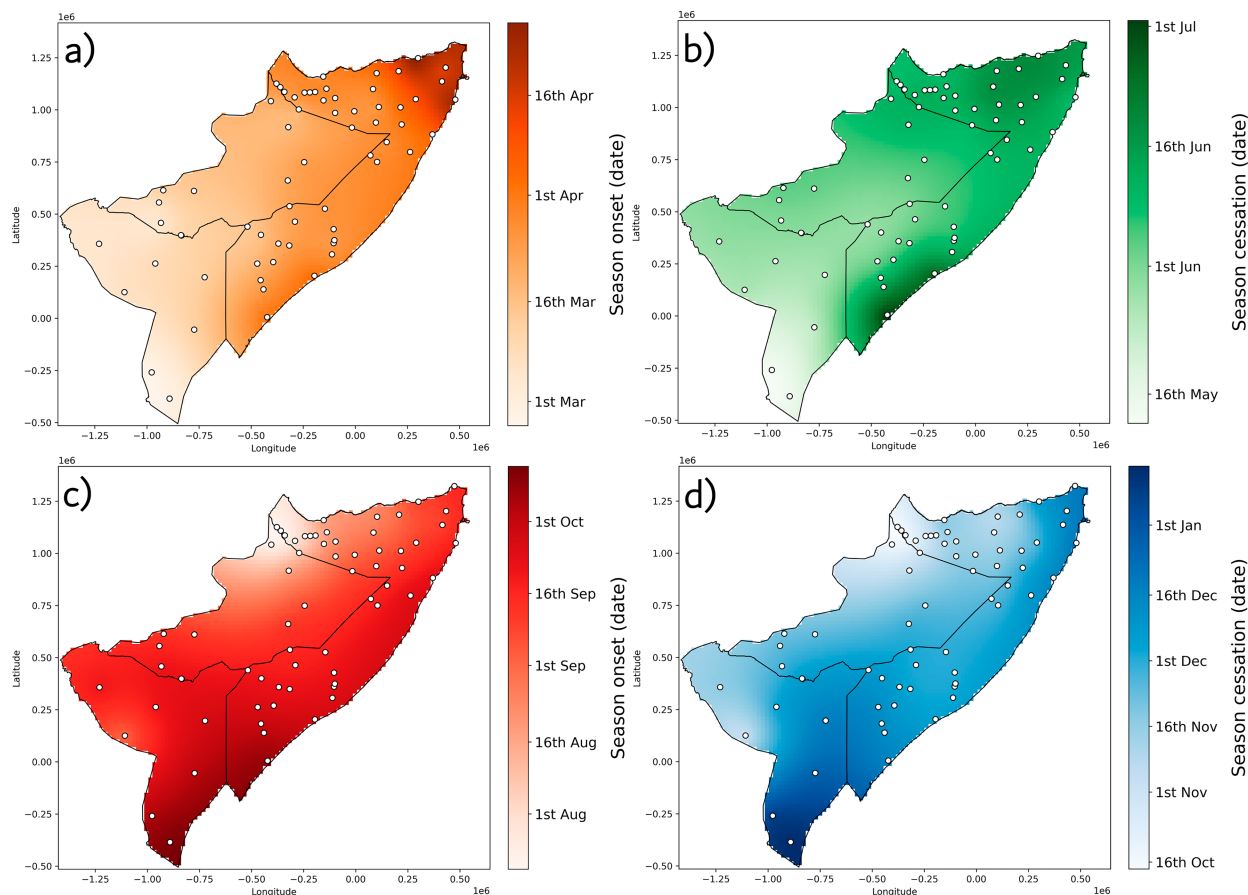 1e6
a)
1.25
1.00
0.75
0.50
0.25
0.00
−0.25
−0.50
Latitude
−1.25 −1.00 −0.75 −0.50 −0.25 0.00 0.25 0.50
Longitude
1e6
16th Apr
1st Apr
16th Mar
1st Mar
Season onset (date)
1e6
b)
1.25
1.00
0.75
0.50
0.25
0.00
−0.25
−0.50
Latitude
−1.25 −1.00 −0.75 −0.50 −0.25 0.00 0.25 0.50
Longitude
1e6
1st Jul
16th Jun
1st Jun
16th May
Season cessation (date)
1e6
c)
1.25
1.00
0.75
0.50
0.25
0.00
−0.25
−0.50
Latitude
−1.25 −1.00 −0.75 −0.50 −0.25 0.00 0.25 0.50
Longitude
1e6
1st Oct
16th Sep
1st Sep
16th Aug
1st Aug
Season onset (date)
1e6
d)
1.25
1.00
0.75
0.50
0.25
0.00
−0.25
−0.50
Latitude
−1.25 −1.00 −0.75 −0.50 −0.25 0.00 0.25 0.50
Longitude
1e6
1st Jan
16th Dec
1st Dec
16th Nov
1st Nov
16th Oct
Season cessation (date)